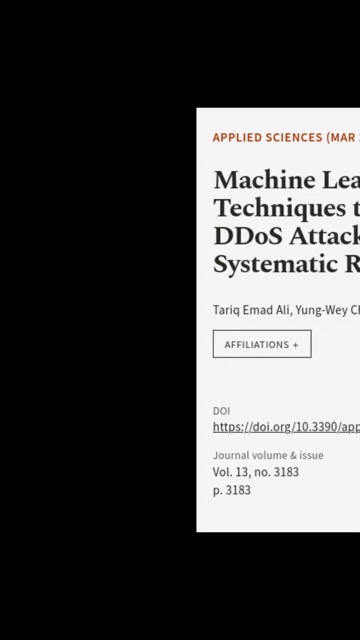 APPLIED SCIENCES (MAR
Machine Lea
Techniques t
DDoS Attack
Systematic R
Tariq Emad Ali, Yung-Wey Ch
AFFILIATIONS +
DOI
https://doi.org/10.3390/app
Journal volume & issue
Vol. 13, no. 3183
p. 3183